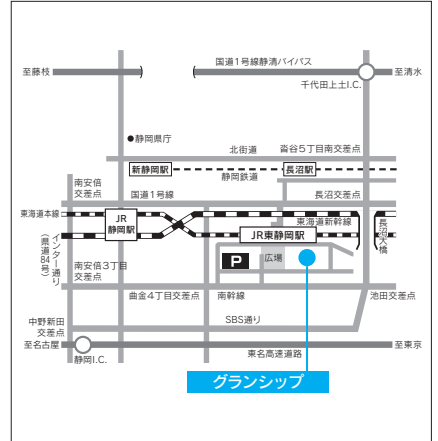 国道1号線静清バイパス
至藤枝
至清水
千代田上土I.C.
●静岡県庁
北街道
沓谷5丁目南交差点
新静岡駅
長沼駅
静岡鉄道
南安倍
交差点
国道1号線
長沼交差点
東海道本線
JR
静岡駅
東海道新幹線
長沼大橋
JR東静岡駅
インター通り
(県道84号)
広場
P
南安倍3丁目
交差点
曲金4丁目交差点
南幹線
池田交差点
中野新田
交差点
SBS通り
至名古屋
至東京
静岡I.C.
東名高速道路
グランシップ